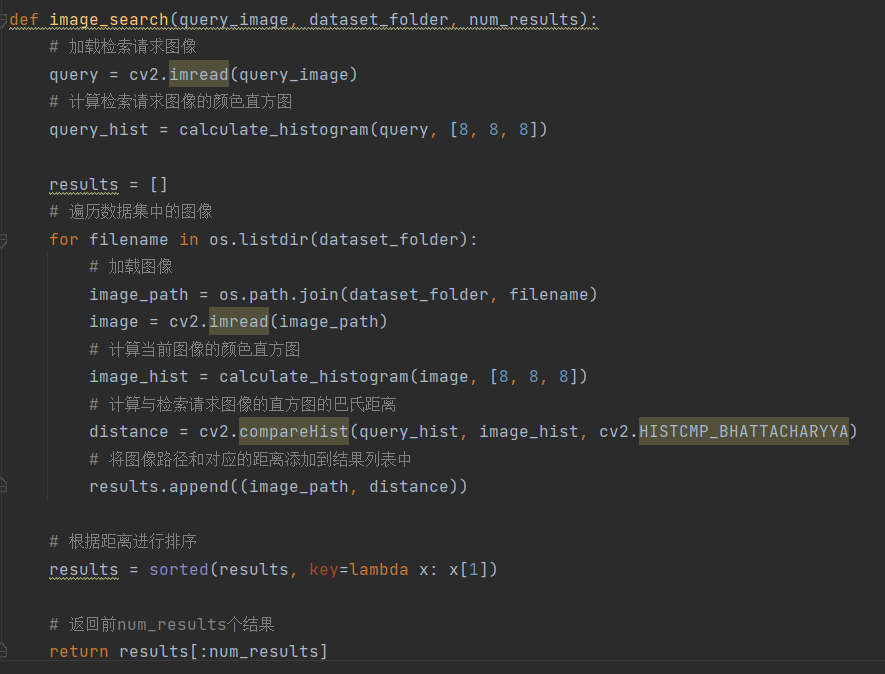 def image_search(query_image, dataset_folder, num_results):
    # 加载检索请求图像
    query = cv2.imread(query_image)
    # 计算检索请求图像的颜色直方图
    query_hist = calculate_histogram(query, [8, 8, 8])

    results = []
    # 遍历数据集中的图像
    for filename in os.listdir(dataset_folder):
        # 加载图像
        image_path = os.path.join(dataset_folder, filename)
        image = cv2.imread(image_path)
        # 计算当前图像的颜色直方图
        image_hist = calculate_histogram(image, [8, 8, 8])
        # 计算与检索请求图像的直方图的巴氏距离
        distance = cv2.compareHist(query_hist, image_hist, cv2.HISTCMP_BHATTACHARYYA)
        # 将图像路径和对应的距离添加到结果列表中
        results.append((image_path, distance))

    # 根据距离进行排序
    results = sorted(results, key=lambda x: x[1])

    # 返回前num_results个结果
    return results[:num_results]